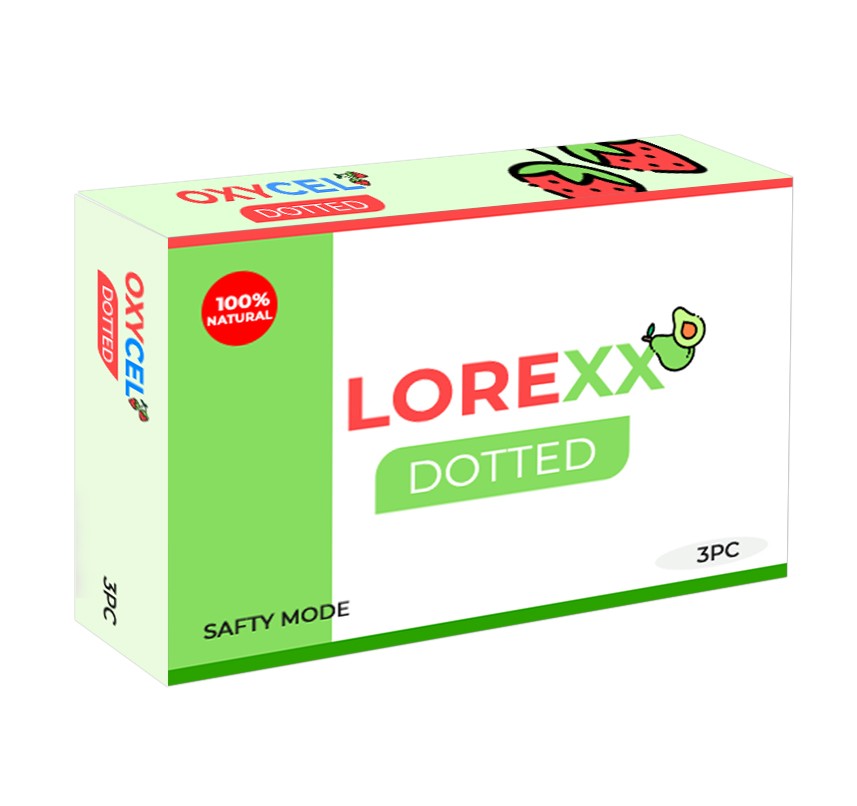 OXYCEL
DOTTED
OXYCEL
DOTTED
3PC
100%
NATURAL
LOREXX
DOTTED
3PC
SAFTY MODE